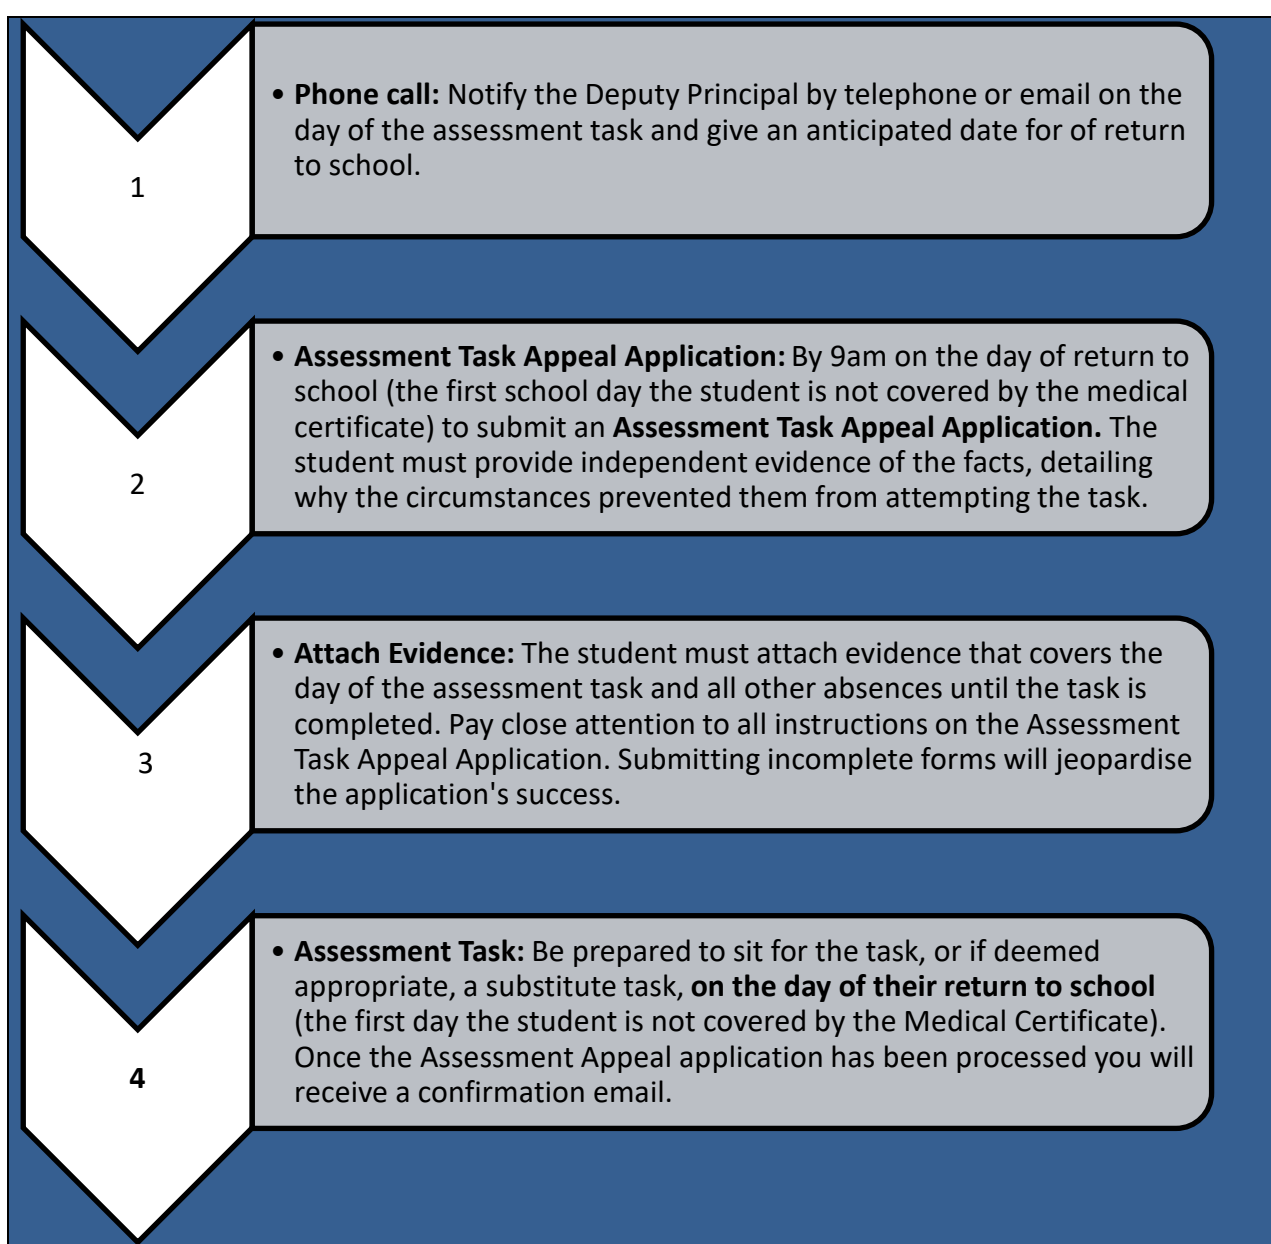 1
• Phone call: Notify the Deputy Principal by telephone or email on the
day of the assessment task and give an anticipated date for of return
to school.
2
• Assessment Task Appeal Application: By 9am on the day of return to
school (the first school day the student is not covered by the medical
certificate) to submit an Assessment Task Appeal Application. The
student must provide independent evidence of the facts, detailing
why the circumstances prevented them from attempting the task.
3
• Attach Evidence: The student must attach evidence that covers the
day of the assessment task and all other absences until the task is
completed. Pay close attention to all instructions on the Assessment
Task Appeal Application. Submitting incomplete forms will jeopardise
the application's success.
4
• Assessment Task: Be prepared to sit for the task, or if deemed
appropriate, a substitute task, on the day of their return to school
(the first day the student is not covered by the Medical Certificate).
Once the Assessment Appeal application has been processed you will
receive a confirmation email.